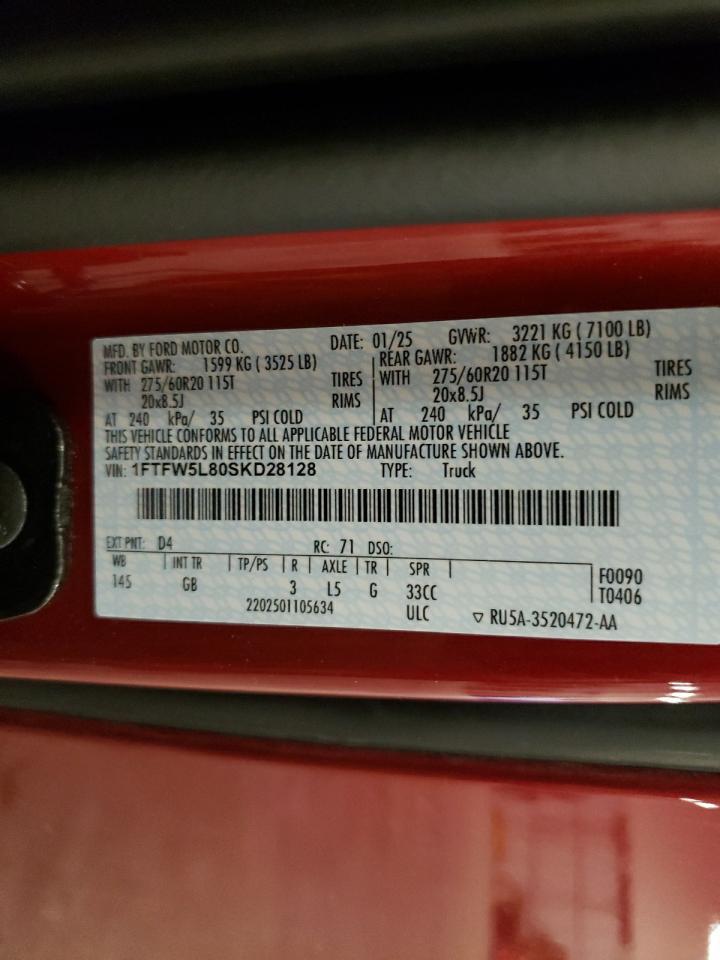 MFD. BY FORD MOTOR CO. DATE: 01/25 GVWR: 3221 KG ( 7100 LB)
FRONT GAWR: 1599 KG ( 3525 LB) REAR GAWR: 1882 KG ( 4150 LB)
WITH 275/60R20 115T TIRES WITH 275/60R20 115T TIRES
20x8.5J RIMS 20x8.5J RIMS
AT 240 kPa/ 35 PSI COLD AT 240 kPa/ 35 PSI COLD
THIS VEHICLE CONFORMS TO ALL APPLICABLE FEDERAL MOTOR VEHICLE
SAFETY STANDARDS IN EFFECT ON THE DATE OF MANUFACTURE SHOWN ABOVE.
VIN: 1FTFW5L80SKD28128 TYPE: Truck
EXT PNT: D4 RC: 71 DSO:
WB INT TR TP/PS R AXLE TR SPR
145 GB 3 L5 G 33CC F0090
T0406
2202501105634 ULC RU5A-3520472-AA